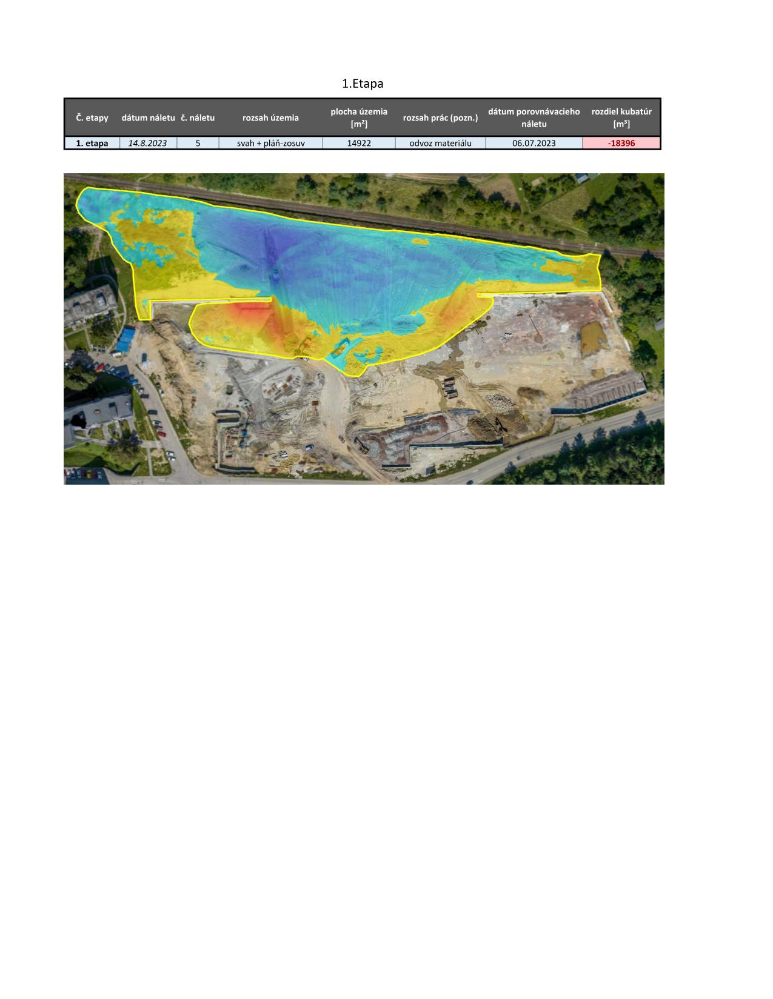 1.Etapa
Č. etapy dátum náletu č. náletu rozsah územia plocha územia [m²] rozsah prác (pozn.) dátum porovnávacieho náletu rozdiel kubatúr [m³]
1. etapa 14.8.2023 5 svah + pláň-zosuv 14922 odvoz materiálu 06.07.2023 -18396